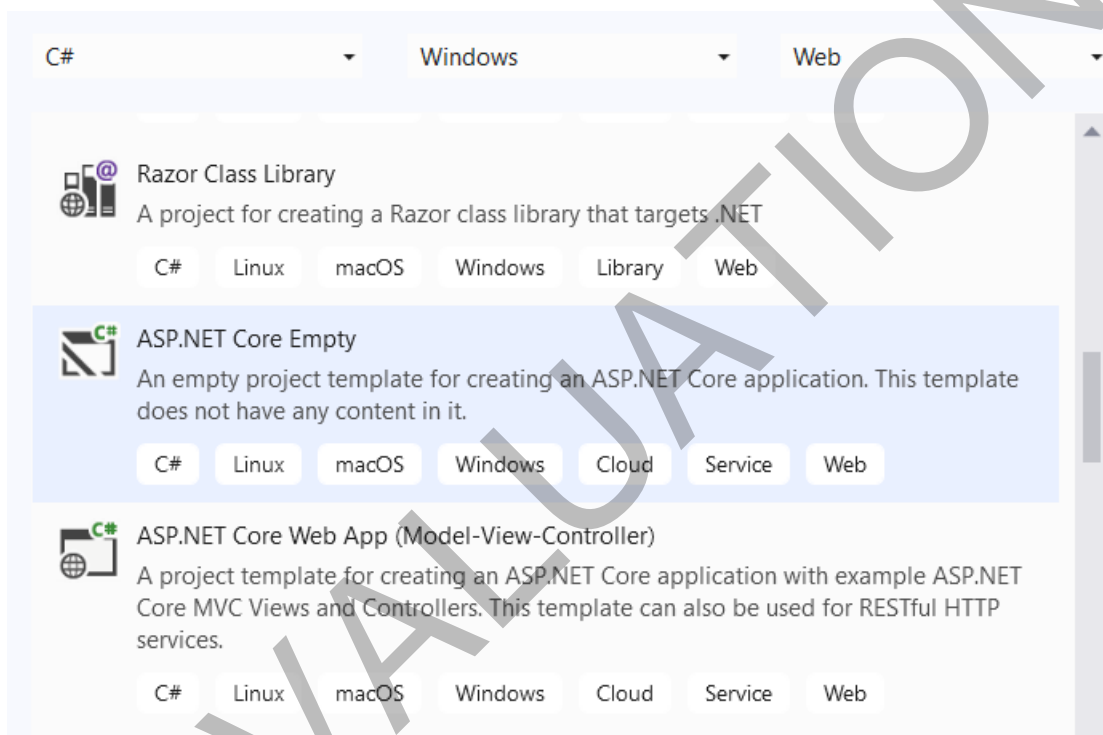 C# Windows Web
Razor Class Library
A project for creating a Razor class library that targets .NET
C# Linux macOS Windows Library Web
ASP.NET Core Empty
An empty project template for creating an ASP.NET Core application. This template
does not have any content in it.
C# Linux macOS Windows Cloud Service Web
ASP.NET Core Web App (Model-View-Controller)
A project template for creating an ASP.NET Core application with example ASP.NET
Core MVC Views and Controllers. This template can also be used for RESTful HTTP
services.
C# Linux macOS Windows Cloud Service Web
VALUATION